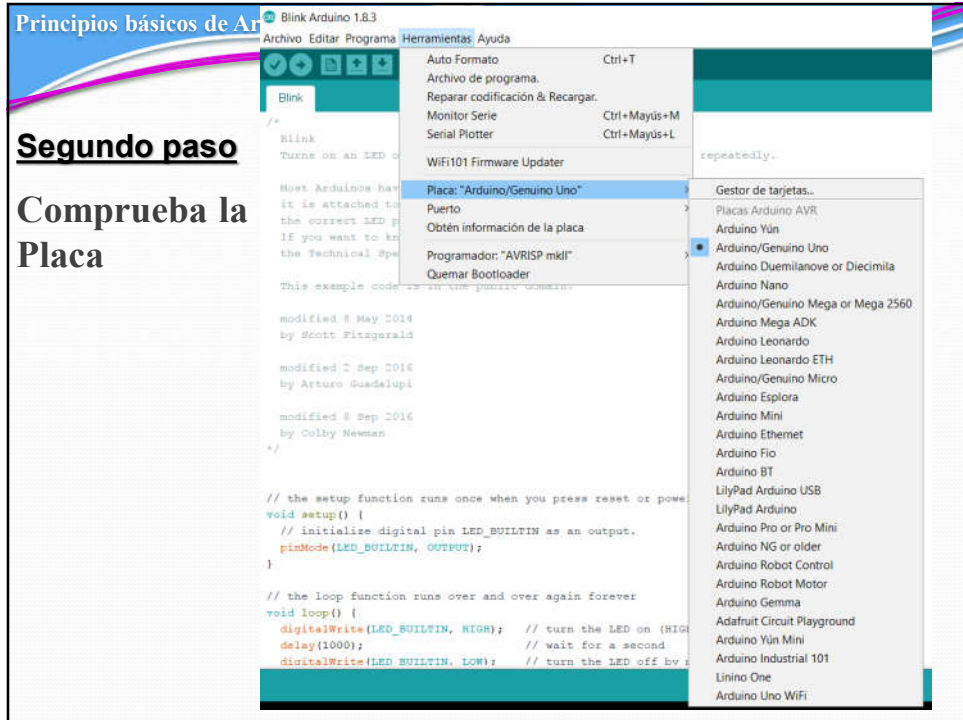 Principios básicos de Ar
Blink Arduino 1.8.3
Archivo Editar Programa Herramientas Ayuda
Blink
Auto Formato Ctrl+T
Archivo de programa.
Reparar codificación & Recargar.
Monitor Serie Ctrl+Mayús+M
Serial Plotter Ctrl+Mayús+L
WiFi101 Firmware Updater
Placa: "Arduino/Genuino Uno"
Puerto
Obtén información de la placa
Programador: "AVRISP mkII"
Quemar Bootloader
Gestor de tarjetas...
Placas Arduino AVR
Arduino Yún
Arduino/Genuino Uno
Arduino Duemilanove or Diecimila
Arduino Nano
Arduino/Genuino Mega or Mega 2560
Arduino Mega ADK
Arduino Leonardo
Arduino Leonardo ETH
Arduino/Genuino Micro
Arduino Esplora
Arduino Mini
Arduino Ethernet
Arduino Fio
Arduino BT
LilyPad Arduino USB
LilyPad Arduino
Arduino Pro or Pro Mini
Arduino NG or older
Arduino Robot Control
Arduino Robot Motor
Arduino Gemma
Adafruit Circuit Playground
Arduino Yún Mini
Arduino Industrial 101
Linino One
Arduino Uno WiFi
Segundo paso
Comprueba la
Placa
/*
Blink
Turns on an LED o repeatedly.
Most Arduinos hav
it is attached to
the correct LED p
If you want to kn
the Technical Spe
This example code is in the public domain.
modified 8 May 2014
by Scott Fitzgerald
modified 2 Sep 2016
by Arturo Guadalupi
modified 8 Sep 2016
by Colby Newman
*/
// the setup function runs once when you press reset or powe
void setup() {
// initialize digital pin LED_BUILTIN as an output.
pinMode(LED_BUILTIN, OUTPUT);
}
// the loop function runs over and over again forever
void loop() {
digitalWrite(LED_BUILTIN, HIGH); // turn the LED on (HIG
delay(1000); // wait for a second
digitalWrite(LED_BUILTIN, LOW); // turn the LED off by m